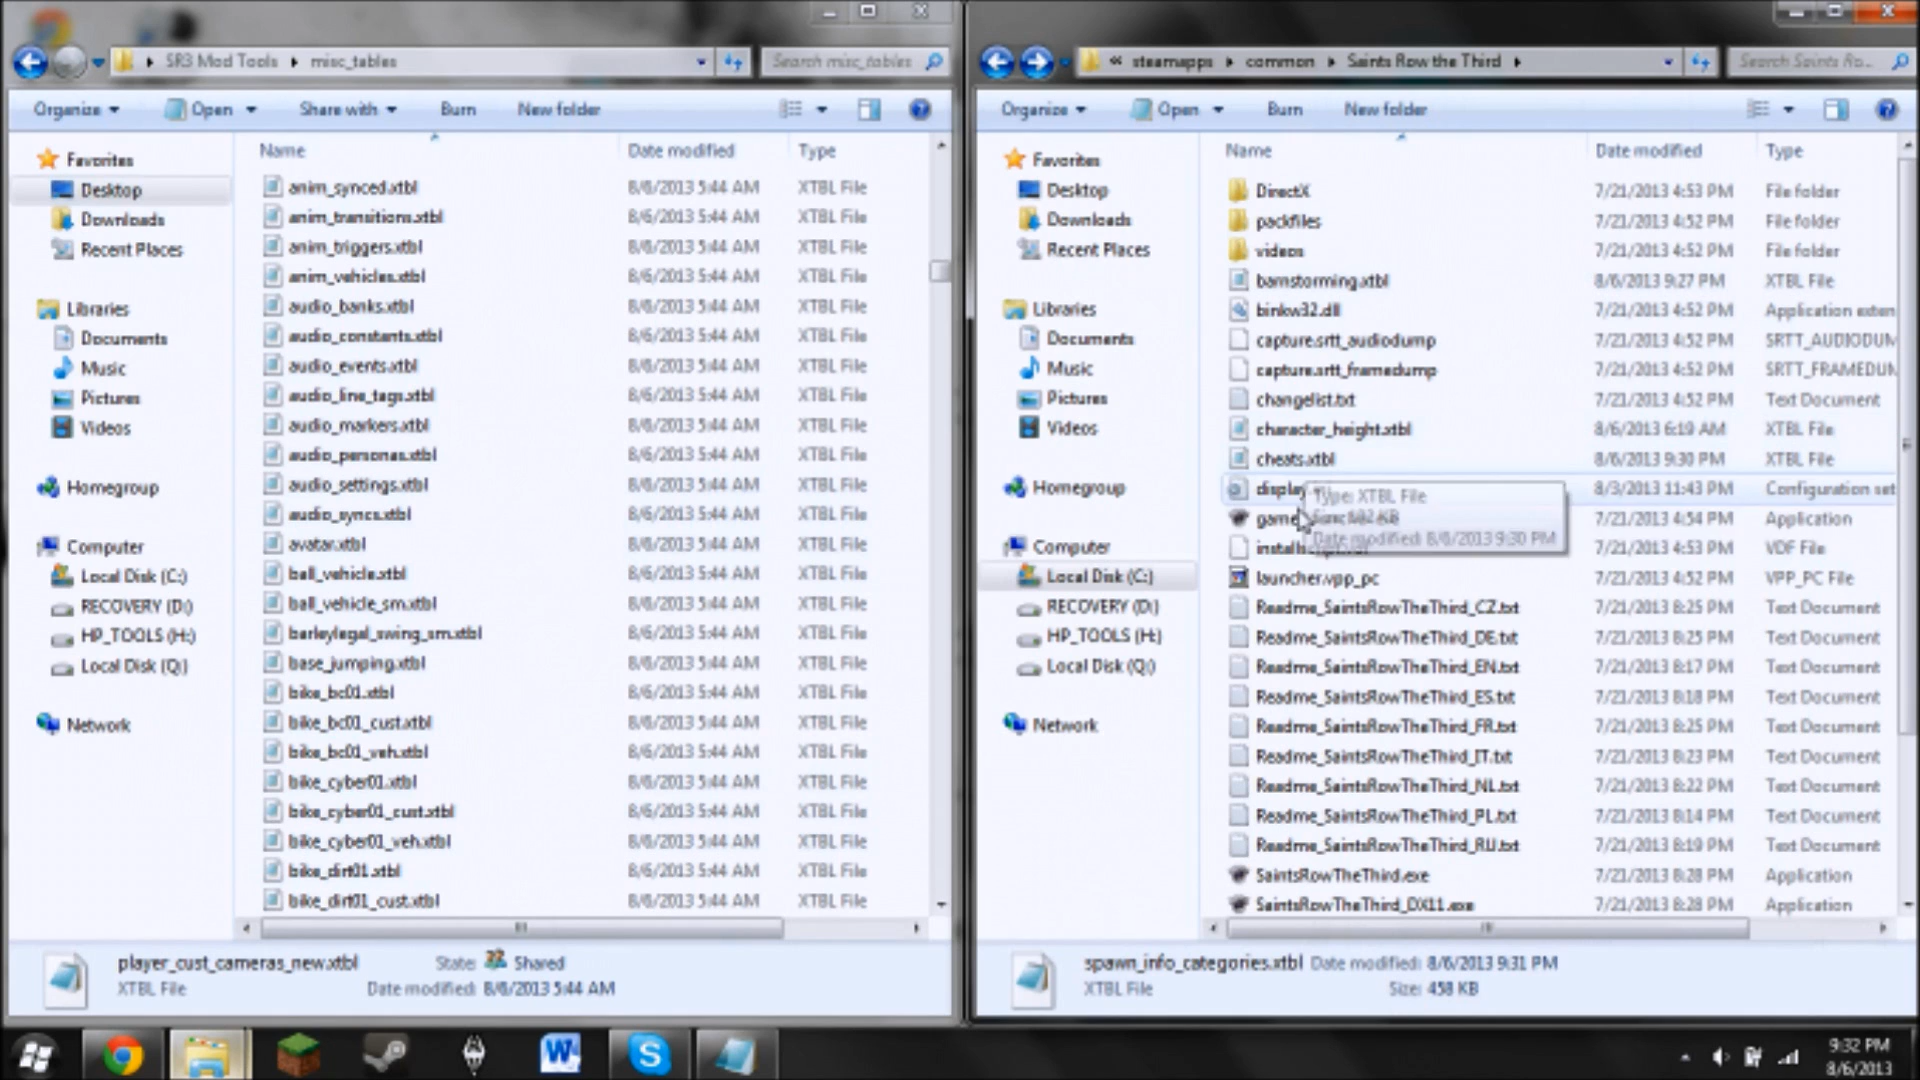 SR3 Mod Tools ▸ misc_tables
Search misc_tables
Organize Open Share with Burn New folder
Name Date modified Type
Favorites
Desktop
Downloads
Recent Places
Libraries
Documents
Music
Pictures
Videos
Homegroup
Computer
Local Disk (C:)
RECOVERY (D:)
HP_TOOLS (H:)
Local Disk (Q:)
Network
anim_synced.xtbl 8/6/2013 5:44 AM XTBL File
anim_transitions.xtbl 8/6/2013 5:44 AM XTBL File
anim_triggers.xtbl 8/6/2013 5:44 AM XTBL File
anim_vehicles.xtbl 8/6/2013 5:44 AM XTBL File
audio_banks.xtbl 8/6/2013 5:44 AM XTBL File
audio_constants.xtbl 8/6/2013 5:44 AM XTBL File
audio_events.xtbl 8/6/2013 5:44 AM XTBL File
audio_line_tags.xtbl 8/6/2013 5:44 AM XTBL File
audio_markers.xtbl 8/6/2013 5:44 AM XTBL File
audio_personas.xtbl 8/6/2013 5:44 AM XTBL File
audio_settings.xtbl 8/6/2013 5:44 AM XTBL File
audio_syncs.xtbl 8/6/2013 5:44 AM XTBL File
avatar.xtbl 8/6/2013 5:44 AM XTBL File
ball_vehicle.xtbl 8/6/2013 5:44 AM XTBL File
ball_vehicle_sm.xtbl 8/6/2013 5:44 AM XTBL File
barleylegal_swing_sm.xtbl 8/6/2013 5:44 AM XTBL File
base_jumping.xtbl 8/6/2013 5:44 AM XTBL File
bike_bc01.xtbl 8/6/2013 5:44 AM XTBL File
bike_bc01_cust.xtbl 8/6/2013 5:44 AM XTBL File
bike_bc01_veh.xtbl 8/6/2013 5:44 AM XTBL File
bike_cyber01.xtbl 8/6/2013 5:44 AM XTBL File
bike_cyber01_cust.xtbl 8/6/2013 5:44 AM XTBL File
bike_cyber01_veh.xtbl 8/6/2013 5:44 AM XTBL File
bike_dirt01.xtbl 8/6/2013 5:44 AM XTBL File
bike_dirt01_cust.xtbl 8/6/2013 5:44 AM XTBL File
player_cust_cameras_new.xtbl State: Shared
XTBL File Date modified: 8/6/2013 5:44 AM
« steamapps ▸ common ▸ Saints Row the Third ▸
Search Saints Ro...
Organize Open Burn New folder
Name Date modified Type
Favorites
Desktop
Downloads
Recent Places
Libraries
Documents
Music
Pictures
Videos
Homegroup
Computer
Local Disk (C:)
RECOVERY (D:)
HP_TOOLS (H:)
Local Disk (Q:)
Network
DirectX 7/21/2013 4:53 PM File folder
packfiles 7/21/2013 4:52 PM File folder
videos 7/21/2013 4:52 PM File folder
barnstorming.xtbl 8/6/2013 9:27 PM XTBL File
binkw32.dll 7/21/2013 4:52 PM Application exten
capture.srtt_audiodump 7/21/2013 4:52 PM SRTT_AUDIODUM
capture.srtt_framedump 7/21/2013 4:52 PM SRTT_FRAMEDUM
changelist.txt 7/21/2013 4:52 PM Text Document
character_height.xtbl 8/6/2013 6:19 AM XTBL File
cheats.xtbl 8/6/2013 9:30 PM XTBL File
display 8/3/2013 11:43 PM Configuration set
game 7/21/2013 4:54 PM Application
7/21/2013 4:53 PM VDF File
Type: XTBL File
Date modified: 8/6/2013 9:30 PM
launcher.vpp_pc 7/21/2013 4:52 PM VPP_PC File
Readme_SaintsRowTheThird_CZ.txt 7/21/2013 8:25 PM Text Document
Readme_SaintsRowTheThird_DE.txt 7/21/2013 8:25 PM Text Document
Readme_SaintsRowTheThird_EN.txt 7/21/2013 8:17 PM Text Document
Readme_SaintsRowTheThird_ES.txt 7/21/2013 8:18 PM Text Document
Readme_SaintsRowTheThird_FR.txt 7/21/2013 8:25 PM Text Document
Readme_SaintsRowTheThird_IT.txt 7/21/2013 8:23 PM Text Document
Readme_SaintsRowTheThird_NL.txt 7/21/2013 8:22 PM Text Document
Readme_SaintsRowTheThird_PL.txt 7/21/2013 8:14 PM Text Document
Readme_SaintsRowTheThird_RU.txt 7/21/2013 8:19 PM Text Document
SaintsRowTheThird.exe 7/21/2013 8:28 PM Application
SaintsRowTheThird_DX11.exe 7/21/2013 8:28 PM Application
spawn_info_categories.xtbl Date modified: 8/6/2013 9:31 PM
XTBL File Size: 458 KB
9:32 PM
8/6/2013